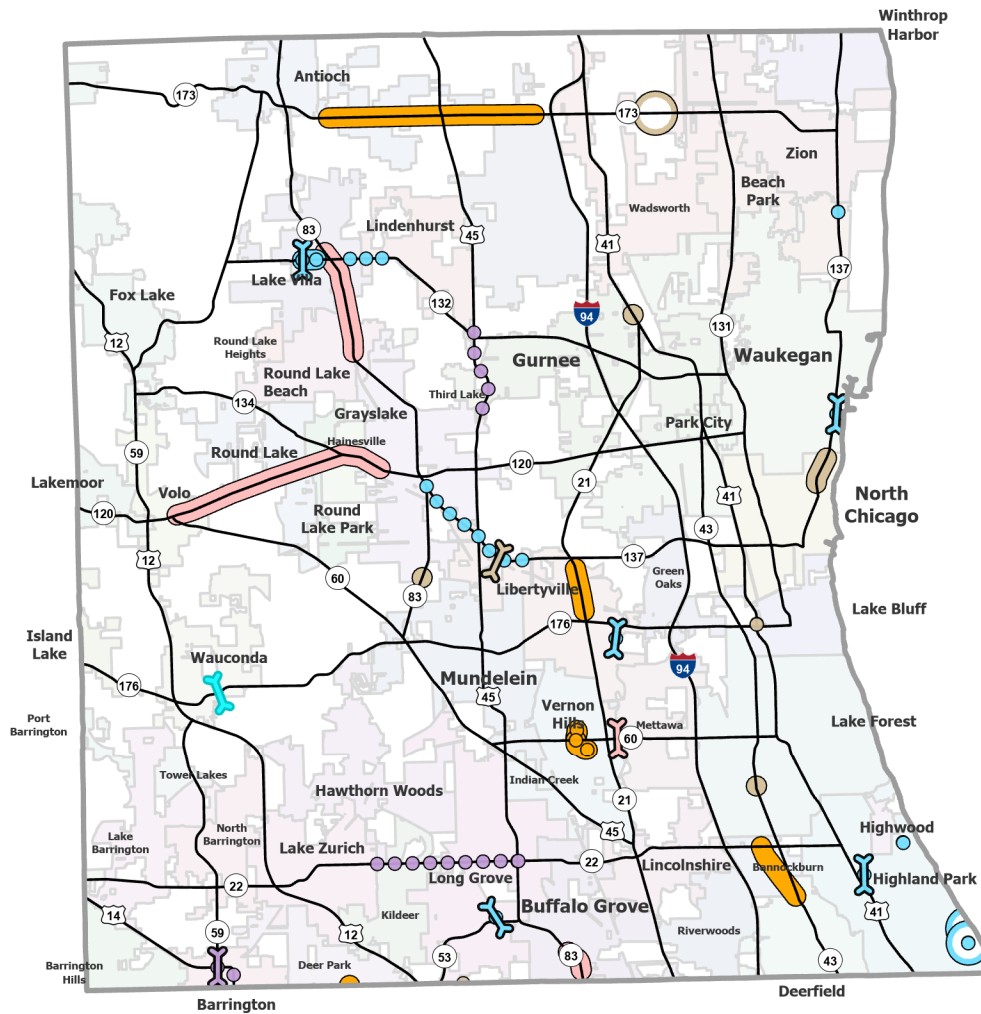 Winthrop
Harbor
Antioch
173
173
Zion
Beach
Park
Wadsworth
83
Lindenhurst
45
41
137
Lake Villa
Fox Lake
132
94
131
12
Round Lake
Heights
Gurnee
Waukegan
Round Lake
Beach
134
Third Lake
Grayslake
Park City
Hainesville
59
Round Lake
120
21
Lakemoor
Volo
41
North
Chicago
120
Round
Lake Park
43
12
137
60
Green
Oaks
83
Libertyville
176
Lake Bluff
Island
Lake
Wauconda
94
176
Mundelein
45
Vernon
Hills
Mettawa
60
Lake Forest
Port
Barrington
Tower Lakes
Indian Creek
Hawthorn Woods
21
45
Highwood
Lake
Barrington
North
Barrington
Lake Zurich
22
Lincolnshire
Bannockburn
Long Grove
Highland Park
22
14
Kildeer
Buffalo Grove
41
59
12
Riverwoods
Barrington
Hills
Deer Park
53
83
43
Deerfield
Barrington